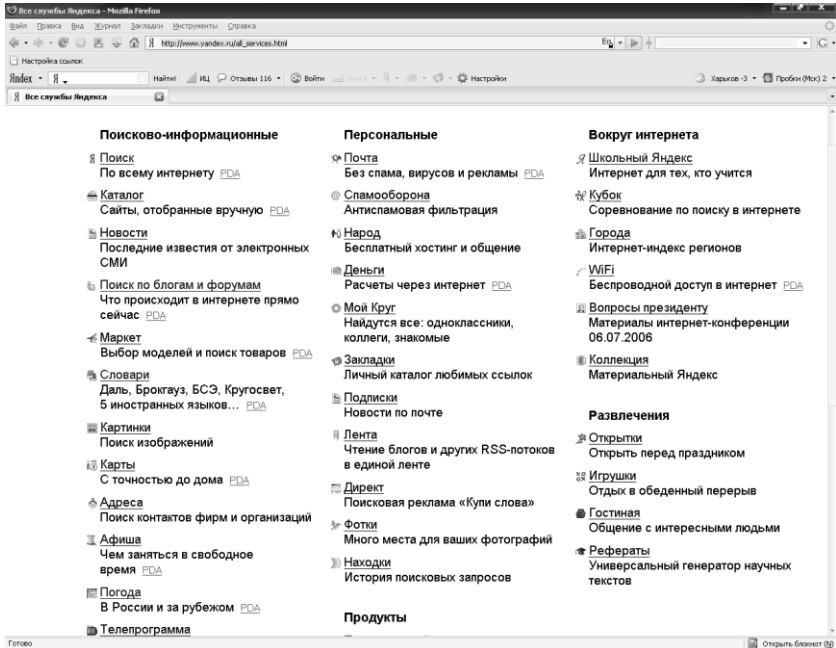 Все службы Яндекса - Mozilla Firefox
Файл Правка Вид Журнал Закладки Инструменты Справка
http://www.yandex.ru/all_services.html
En
Настройка ссылок
Яndex Я Найти! ИЦ Отзывы 116 Войти Почта Настройки Харьков -3 Пробки (Мск) 2
Все службы Яндекса
Поисково-информационные
Поиск
По всему интернету PDA
Каталог
Сайты, отобранные вручную PDA
Новости
Последние известия от электронных
СМИ
Поиск по блогам и форумам
Что происходит в интернете прямо
сейчас PDA
Маркет
Выбор моделей и поиск товаров PDA
Словари
Даль, Брокгауз, БСЭ, Кругосвет,
5 иностранных языков... PDA
Картинки
Поиск изображений
Карты
С точностью до дома PDA
Адреса
Поиск контактов фирм и организаций
Афиша
Чем заняться в свободное
время PDA
Погода
В России и за рубежом PDA
Телепрограмма
Персональные
Почта
Без спама, вирусов и рекламы PDA
Спамооборона
Антиспамовая фильтрация
Народ
Бесплатный хостинг и общение
Деньги
Расчеты через интернет PDA
Мой Круг
Найдутся все: одноклассники,
коллеги, знакомые
Закладки
Личный каталог любимых ссылок
Подписки
Новости по почте
Лента
Чтение блогов и других RSS-потоков
в единой ленте
Директ
Поисковая реклама «Купи слова»
Фотки
Много места для ваших фотографий
Находки
История поисковых запросов
Продукты
Вокруг интернета
Школьный Яндекс
Интернет для тех, кто учится
Кубок
Соревнование по поиску в интернете
Города
Интернет-индекс регионов
WiFi
Беспроводной доступ в интернет PDA
Вопросы президенту
Материалы интернет-конференции
06.07.2006
Коллекция
Материальный Яндекс
Развлечения
Открытки
Открыть перед праздником
Игрушки
Отдых в обеденный перерыв
Гостиная
Общение с интересными людьми
Рефераты
Универсальный генератор научных
текстов
Готово
Открыть блокнот (N)